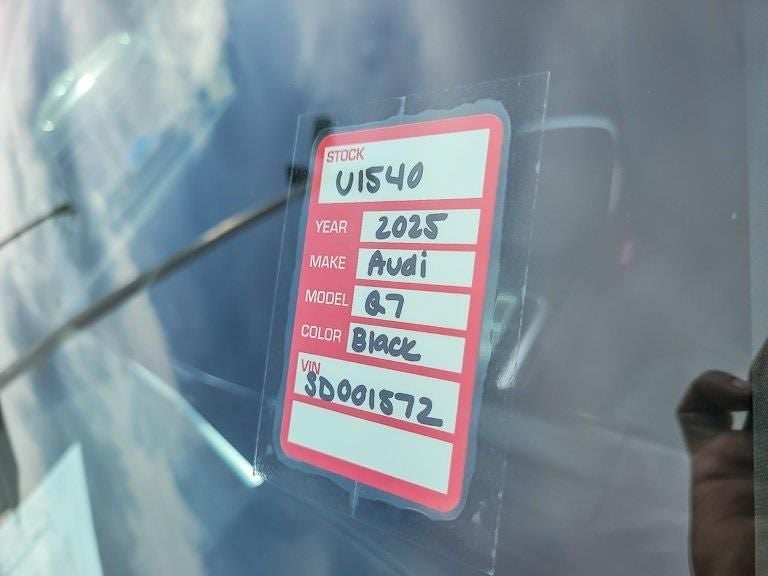 STOCK
U1540
YEAR 2025
MAKE Audi
MODEL Q7
COLOR Black
VIN
SD001572